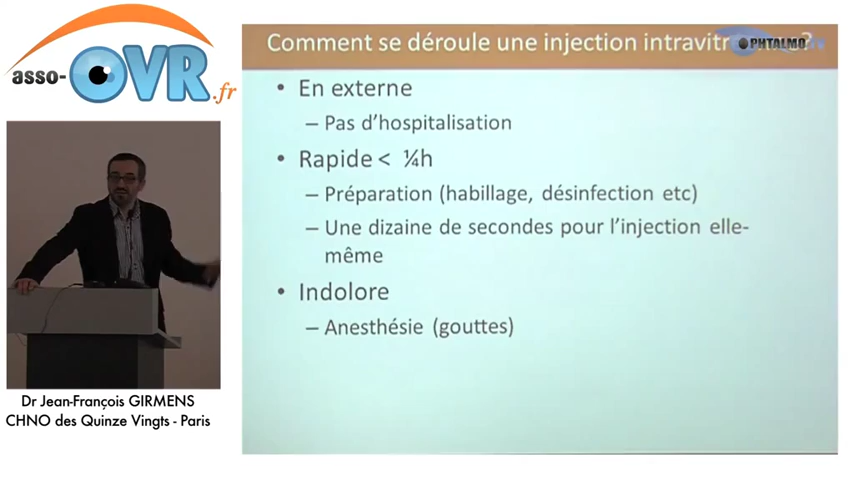 asso-OVR.fr
Comment se déroule une injection intravitr
OPHTALMO
?
• En externe
– Pas d'hospitalisation
• Rapide < ¼h
– Préparation (habillage, désinfection etc)
– Une dizaine de secondes pour l'injection elle-
même
• Indolore
– Anesthésie (gouttes)
Dr Jean-François GIRMENS
CHNO des Quinze Vingts - Paris